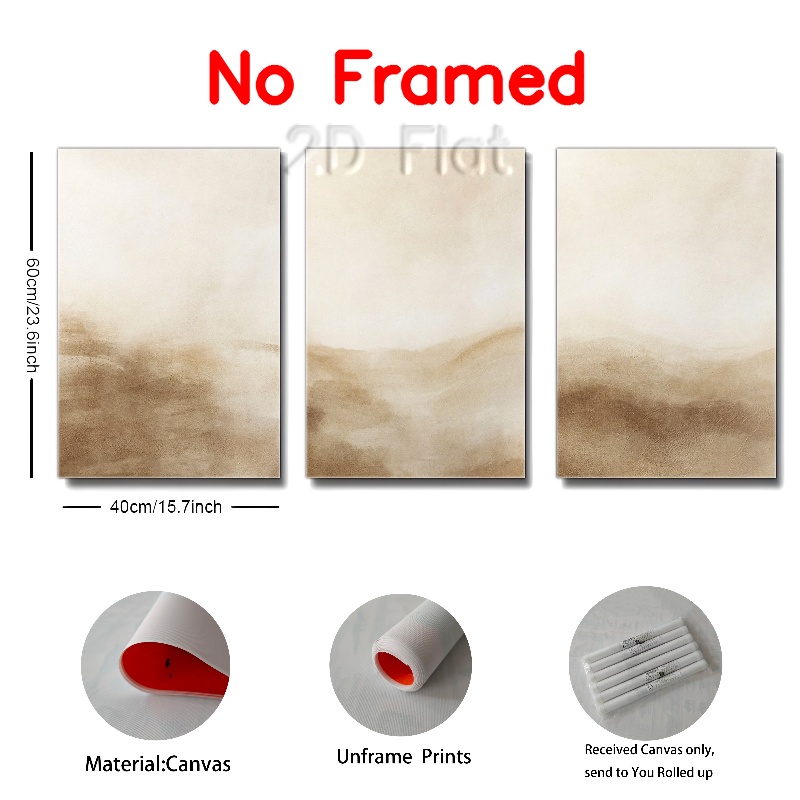 No Framed
2D Flat
60cm/23.6inch
40cm/15.7inch
Material:Canvas
Unframe Prints
Received Canvas only,
send to You Rolled up